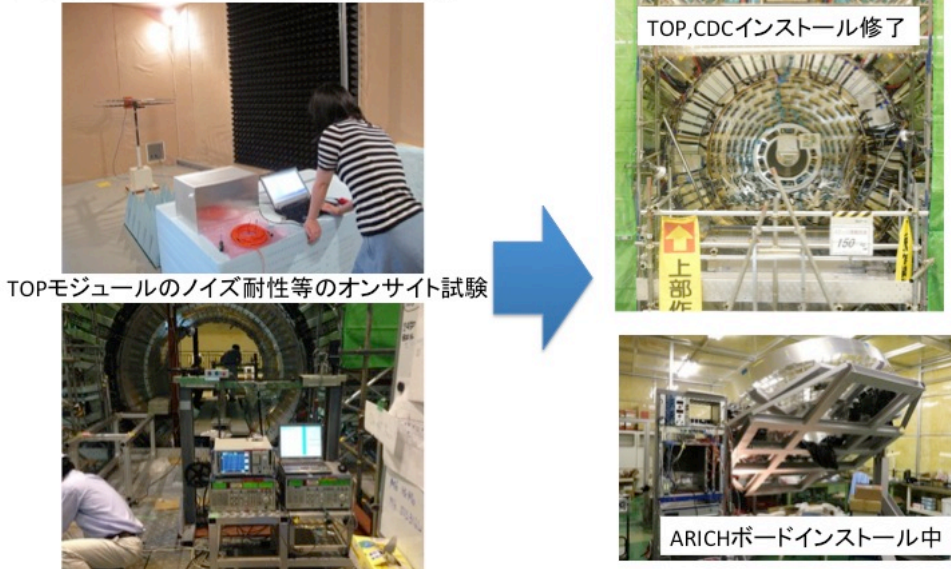 TOP,CDCインストール修了
150
上部作
TOPモジュールのノイズ耐性等のオンサイト試験
ARICHボードインストール中